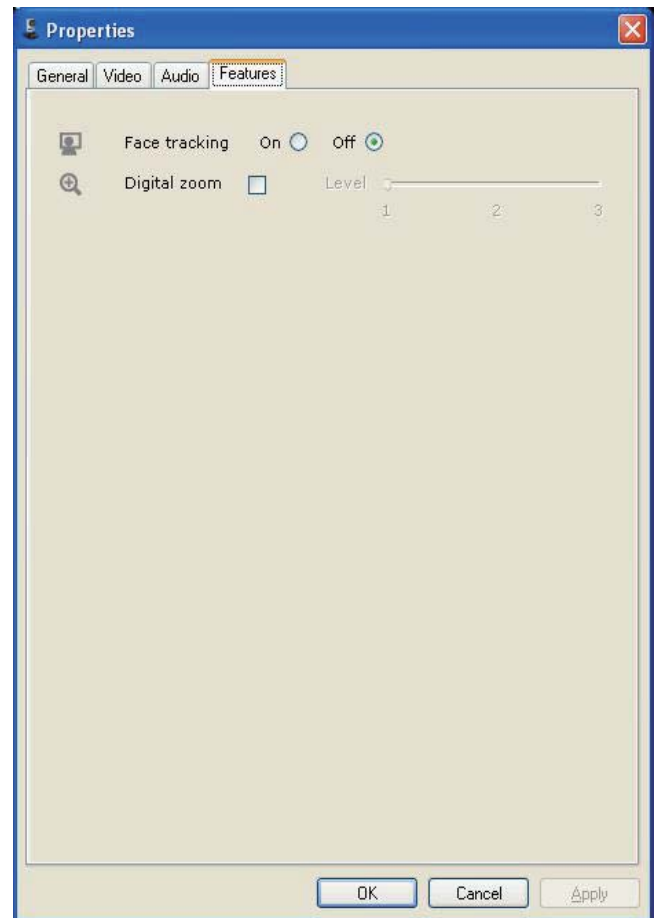 Properties
General Video Audio Features
Face tracking On Off
Digital zoom Level
1 2 3
OK Cancel Apply